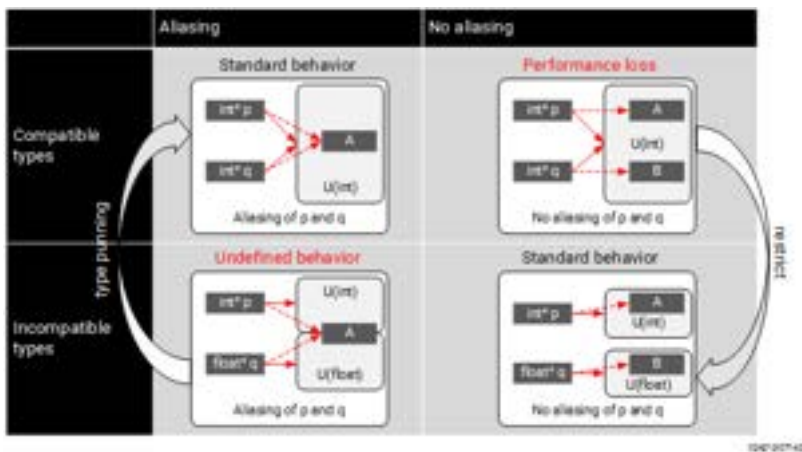 Aliasing
No aliasing
Compatible
types
Incompatible
types
type punning
restrict
Standard behavior
int* p
int* q
A
U(int)
Aliasing of p and q
Performance loss
int* p
int* q
A
U(int)
B
No aliasing of p and q
Undefined behavior
int* p
float* q
U(int)
A
U(float)
Aliasing of p and q
Standard behavior
int* p
float* q
A
U(int)
B
U(float)
No aliasing of p and q